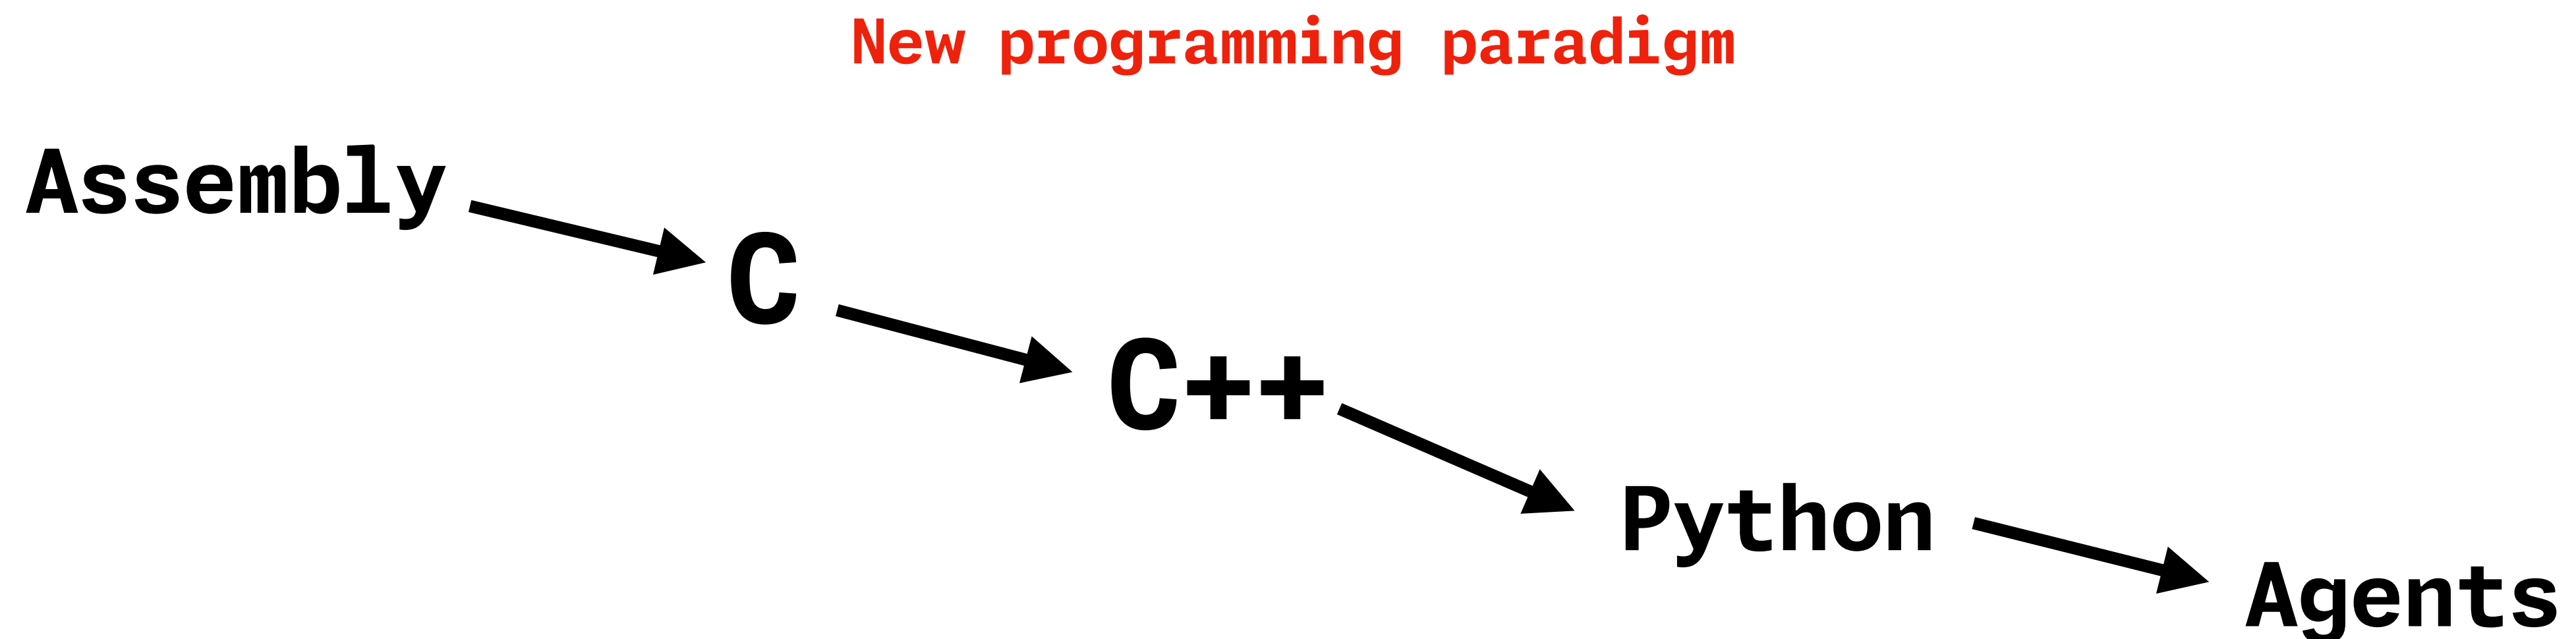 New programming paradigm
Assembly
C
C++
Python
Agents